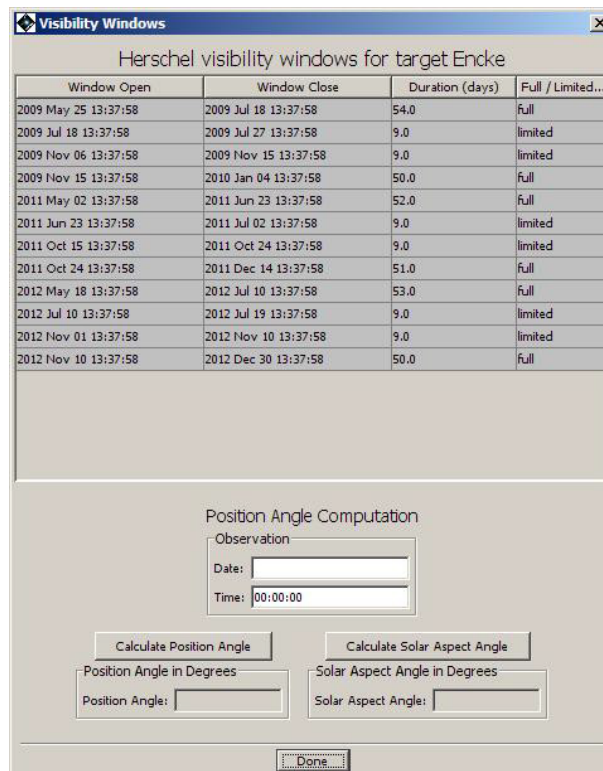 Visibility Windows
Herschel visibility windows for target Encke
Window Open Window Close Duration (days) Full / Limited...
2009 May 25 13:37:58 2009 Jul 18 13:37:58 54.0 full
2009 Jul 18 13:37:58 2009 Jul 27 13:37:58 9.0 limited
2009 Nov 06 13:37:58 2009 Nov 15 13:37:58 9.0 limited
2009 Nov 15 13:37:58 2010 Jan 04 13:37:58 50.0 full
2011 May 02 13:37:58 2011 Jun 23 13:37:58 52.0 full
2011 Jun 23 13:37:58 2011 Jul 02 13:37:58 9.0 limited
2011 Oct 15 13:37:58 2011 Oct 24 13:37:58 9.0 limited
2011 Oct 24 13:37:58 2011 Dec 14 13:37:58 51.0 full
2012 May 18 13:37:58 2012 Jul 10 13:37:58 53.0 full
2012 Jul 10 13:37:58 2012 Jul 19 13:37:58 9.0 limited
2012 Nov 01 13:37:58 2012 Nov 10 13:37:58 9.0 limited
2012 Nov 10 13:37:58 2012 Dec 30 13:37:58 50.0 full
Position Angle Computation
Observation
Date:
Time: 00:00:00
Calculate Position Angle Calculate Solar Aspect Angle
Position Angle in Degrees Solar Aspect Angle in Degrees
Position Angle: Solar Aspect Angle:
Done